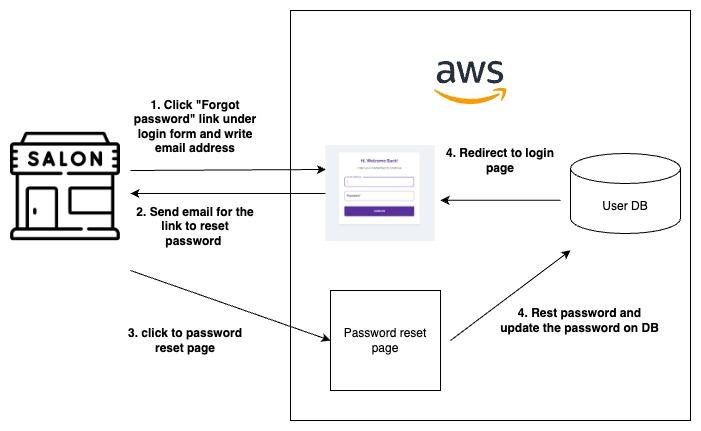 aws
1. Click "Forgot
password" link under
login form and write
email address
SALON
Hi, Welcome Back!
4. Redirect to login
page
User DB
2. Send email for the
link to reset
password
3. click to password
reset page
Password reset
page
4. Rest password and
update the password on DB